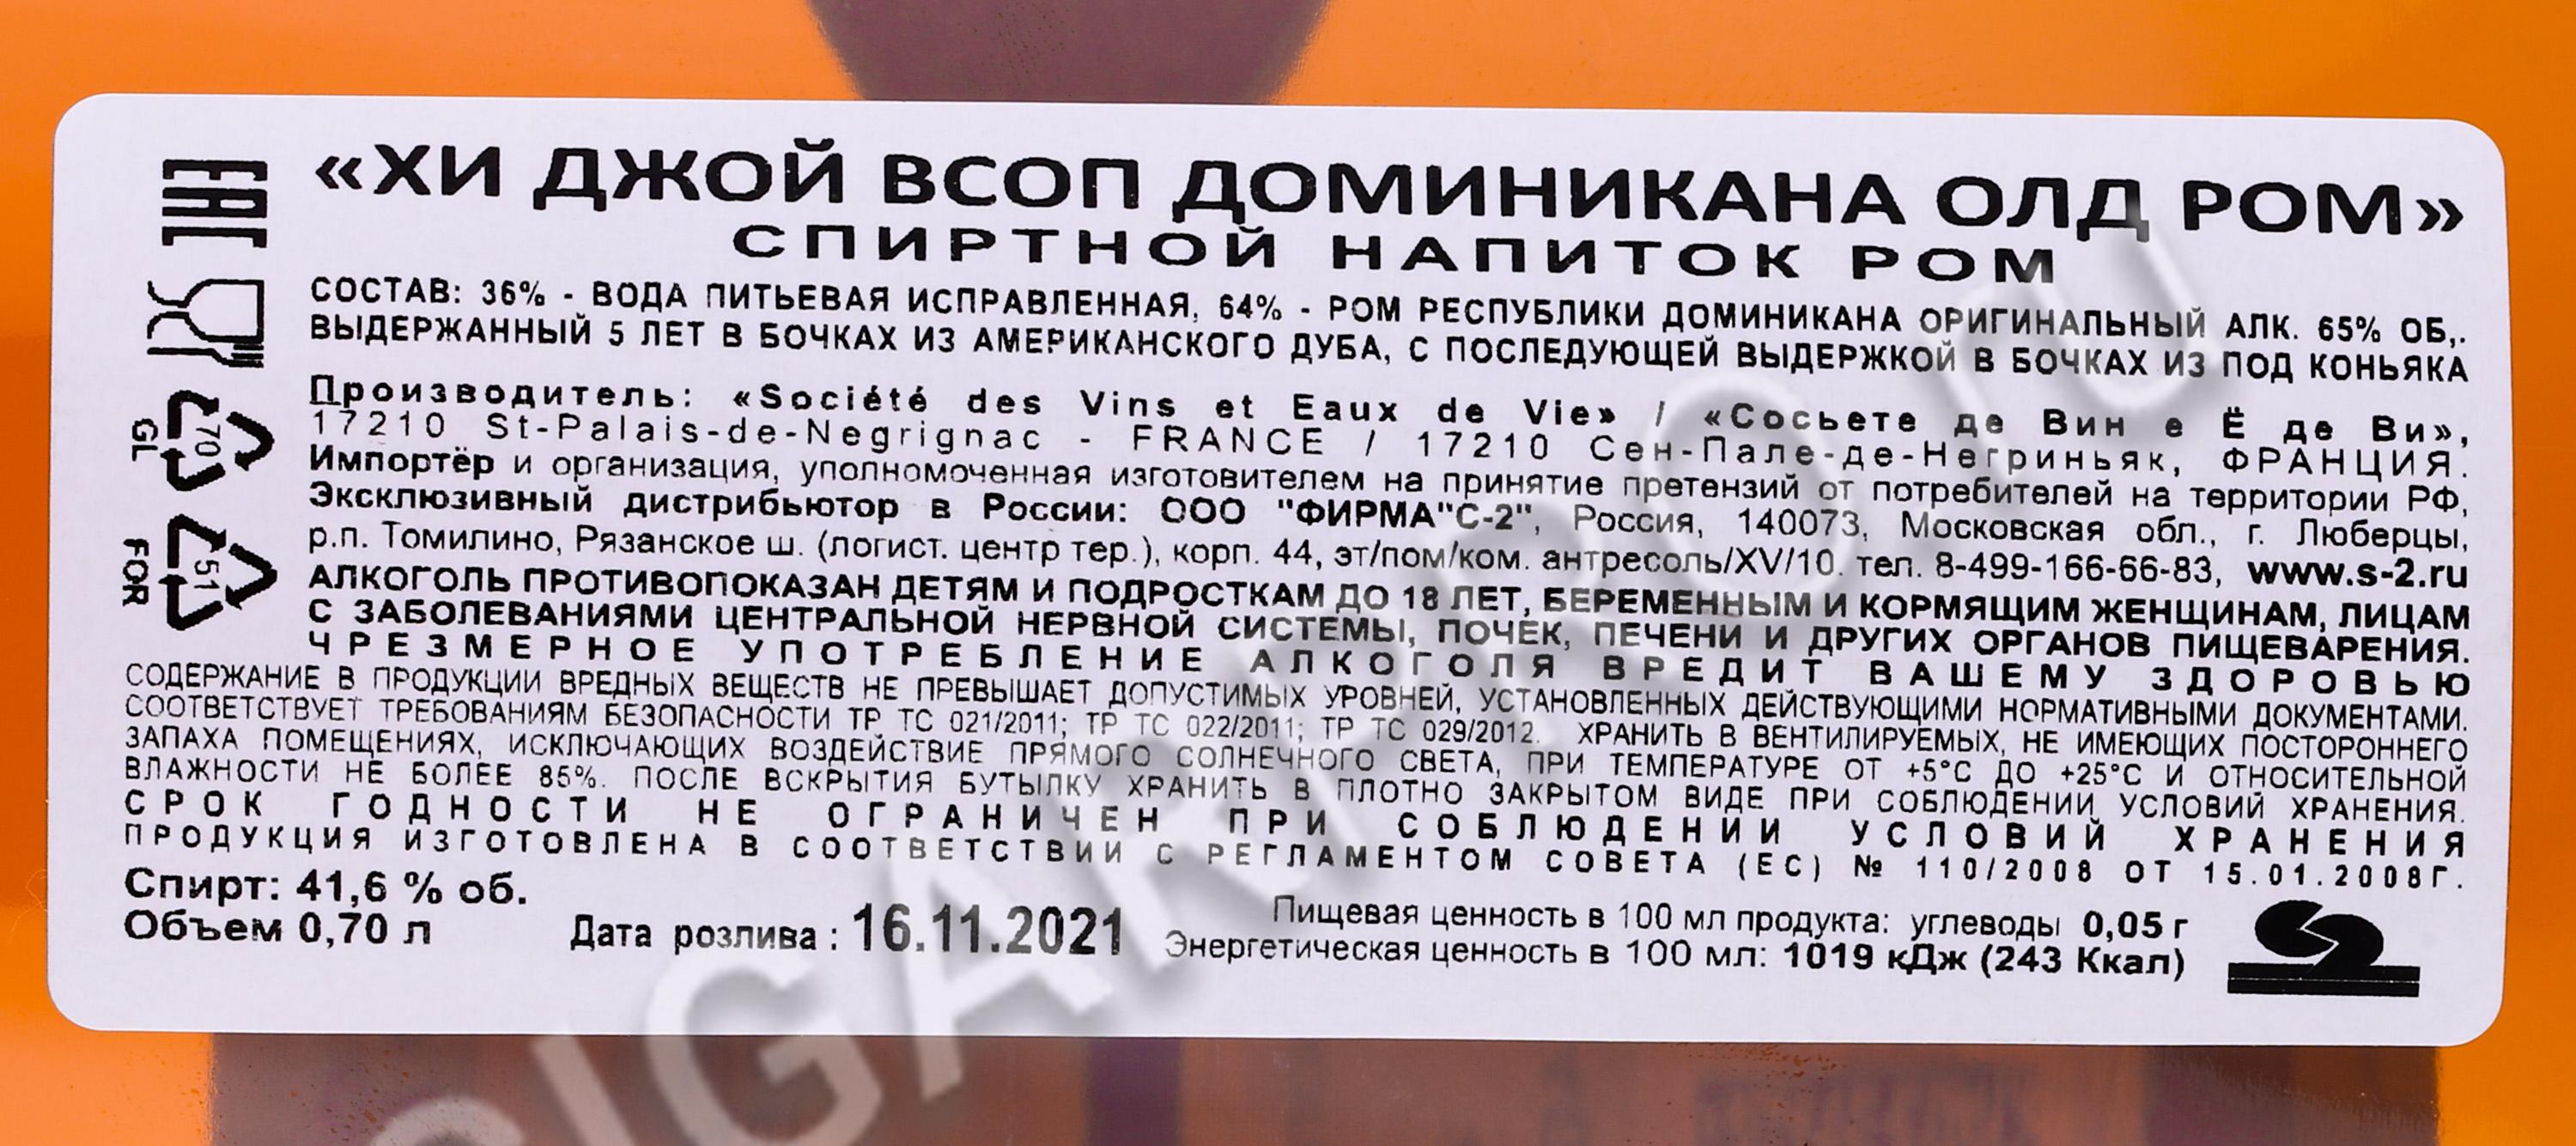 «ХИ ДЖОЙ ВСОП ДОМИНИКАНА ОЛД РОМ»
СПИРТНОЙ НАПИТОК РОМ
СОСТАВ: 36% - ВОДА ПИТЬЕВАЯ ИСПРАВЛЕННАЯ, 64% - РОМ РЕСПУБЛИКИ ДОМИНИКАНА ОРИГИНАЛЬНЫЙ АЛК. 65% ОБ,.
ВЫДЕРЖАННЫЙ 5 ЛЕТ В БОЧКАХ ИЗ АМЕРИКАНСКОГО ДУБА, С ПОСЛЕДУЮЩЕЙ ВЫДЕРЖКОЙ В БОЧКАХ ИЗ ПОД КОНЬЯКА
Производитель: «Société des Vins et Eaux de Vie» / «Сосьете де Вин е Ё де Ви»,
17210 St-Palais-de-Negrignac - FRANCE / 17210 Сен-Пале-де-Негриньяк, ФРАНЦИЯ.
Импортёр и организация, уполномоченная изготовителем на принятие претензий от потребителей на территории РФ,
Эксклюзивный дистрибьютор в России: ООО "ФИРМА"С-2", Россия, 140073, Московская обл., г. Люберцы,
р.п. Томилино, Рязанское ш. (логист. центр тер.), корп. 44, эт/пом/ком. антресоль/XV/10. тел. 8-499-166-66-83, www.s-2.ru
АЛКОГОЛЬ ПРОТИВОПОКАЗАН ДЕТЯМ И ПОДРОСТКАМ ДО 18 ЛЕТ, БЕРЕМЕННЫМ И КОРМЯЩИМ ЖЕНЩИНАМ, ЛИЦАМ
С ЗАБОЛЕВАНИЯМИ ЦЕНТРАЛЬНОЙ НЕРВНОЙ СИСТЕМЫ, ПОЧЕК, ПЕЧЕНИ И ДРУГИХ ОРГАНОВ ПИЩЕВАРЕНИЯ.
ЧРЕЗМЕРНОЕ УПОТРЕБЛЕНИЕ АЛКОГОЛЯ ВРЕДИТ ВАШЕМУ ЗДОРОВЬЮ
СОДЕРЖАНИЕ В ПРОДУКЦИИ ВРЕДНЫХ ВЕЩЕСТВ НЕ ПРЕВЫШАЕТ ДОПУСТИМЫХ УРОВНЕЙ, УСТАНОВЛЕННЫХ ДЕЙСТВУЮЩИМИ НОРМАТИВНЫМИ ДОКУМЕНТАМИ.
СООТВЕТСТВУЕТ ТРЕБОВАНИЯМ БЕЗОПАСНОСТИ ТР ТС 021/2011; ТР ТС 022/2011; ТР ТС 029/2012. ХРАНИТЬ В ВЕНТИЛИРУЕМЫХ, НЕ ИМЕЮЩИХ ПОСТОРОННЕГО
ЗАПАХА ПОМЕЩЕНИЯХ, ИСКЛЮЧАЮЩИХ ВОЗДЕЙСТВИЕ ПРЯМОГО СОЛНЕЧНОГО СВЕТА, ПРИ ТЕМПЕРАТУРЕ ОТ +5°С ДО +25°С И ОТНОСИТЕЛЬНОЙ
ВЛАЖНОСТИ НЕ БОЛЕЕ 85%. ПОСЛЕ ВСКРЫТИЯ БУТЫЛКУ ХРАНИТЬ В ПЛОТНО ЗАКРЫТОМ ВИДЕ ПРИ СОБЛЮДЕНИИ УСЛОВИЙ ХРАНЕНИЯ.
СРОК ГОДНОСТИ НЕ ОГРАНИЧЕН ПРИ СОБЛЮДЕНИИ УСЛОВИЙ ХРАНЕНИЯ
ПРОДУКЦИЯ ИЗГОТОВЛЕНА В СООТВЕТСТВИИ С РЕГЛАМЕНТОМ СОВЕТА (ЕС) № 110/2008 ОТ 15.01.2008Г.
Спирт: 41,6 % об.
Объем 0,70 л
Дата розлива : 16.11.2021
Пищевая ценность в 100 мл продукта: углеводы 0,05 г
Энергетическая ценность в 100 мл: 1019 кДж (243 Ккал)
EAC
70
GL
51
FOR